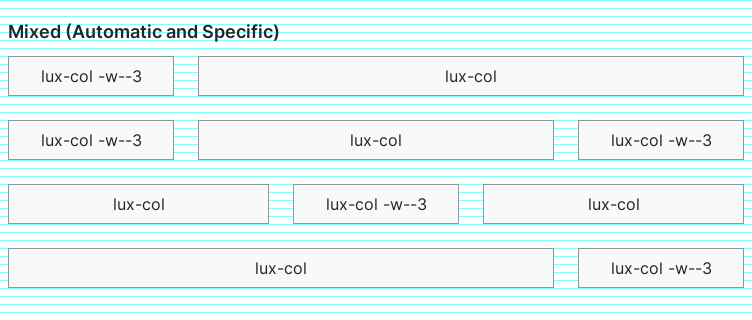 Mixed (Automatic and Specific)
lux-col -w--3 lux-col
lux-col -w--3 lux-col lux-col -w--3
lux-col lux-col -w--3 lux-col
lux-col lux-col -w--3